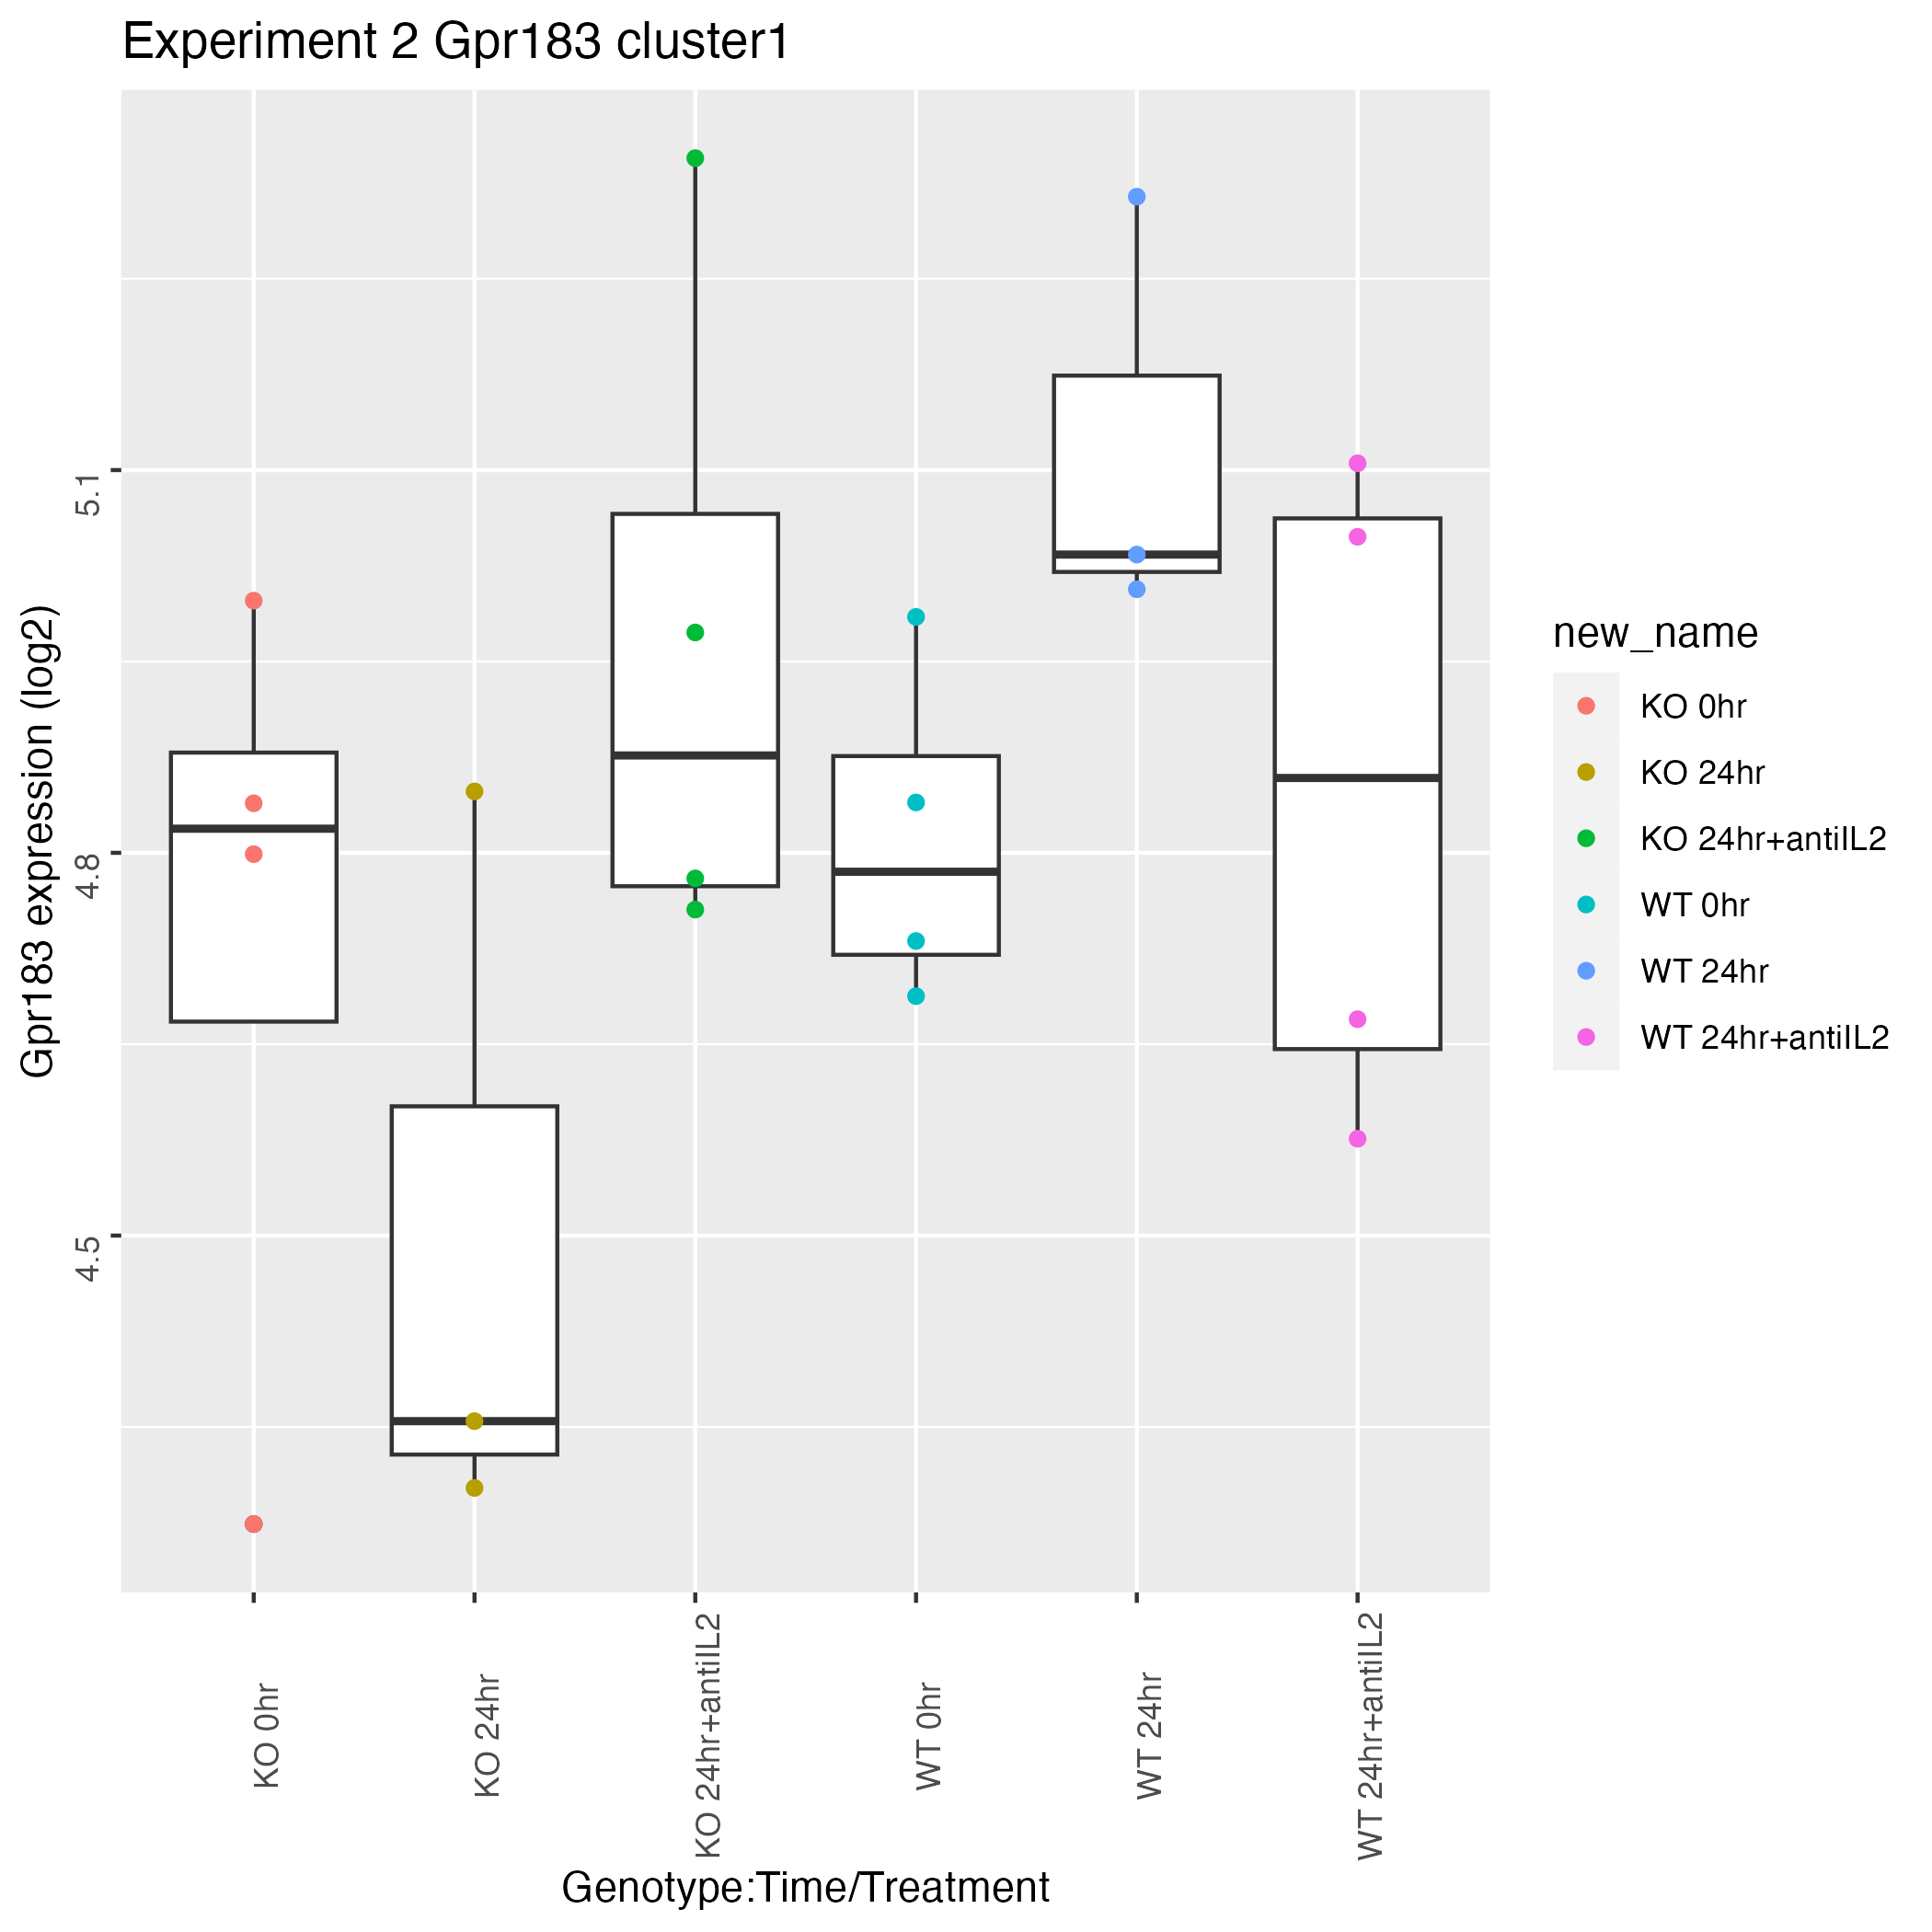 Experiment 2 Gpr183 cluster1
Gpr183 expression (log2)
5.1
4.8
4.5
KO 0hr
KO 24hr
KO 24hr+antiIL2
WT 0hr
WT 24hr
WT 24hr+antiIL2
Genotype:Time/Treatment
new_name
KO 0hr
KO 24hr
KO 24hr+antiIL2
WT 0hr
WT 24hr
WT 24hr+antiIL2